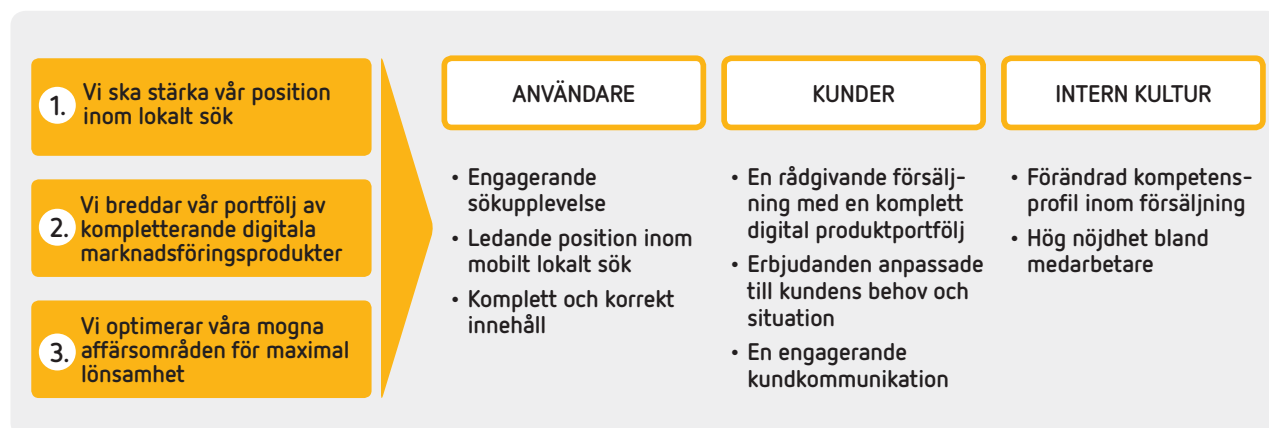 1.
Vi ska stärka vår position
inom lokalt sök
2.
Vi breddar vår portfölj av
kompletterande digitala
marknadsföringsprodukter
3.
Vi optimerar våra mogna
affärsområden för maximal
lönsamhet
ANVÄNDARE
• Engagerande
sökupplevelse
• Ledande position inom
mobilt lokalt sök
• Komplett och korrekt
innehåll
KUNDER
• En rådgivande försälj-
ning med en komplett
digital produktportfölj
• Erbjudanden anpassade
till kundens behov och
situation
• En engagerande
kundkommunikation
INTERN KULTUR
• Förändrad kompetens-
profil inom försäljning
• Hög nöjdhet bland
medarbetare